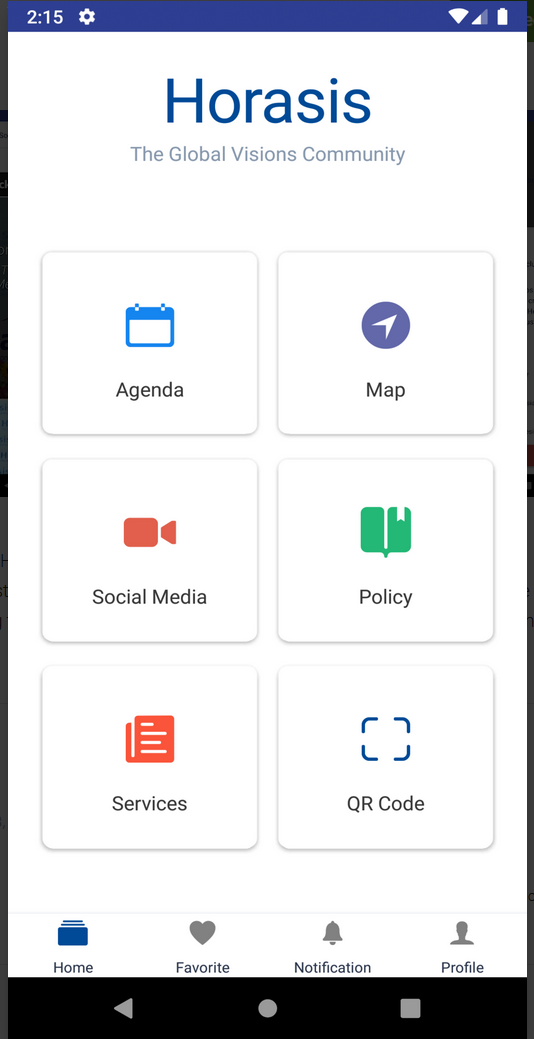 2:15
Horasis
The Global Visions Community
Agenda
Map
Social Media
Policy
Services
QR Code
Home
Favorite
Notification
Profile